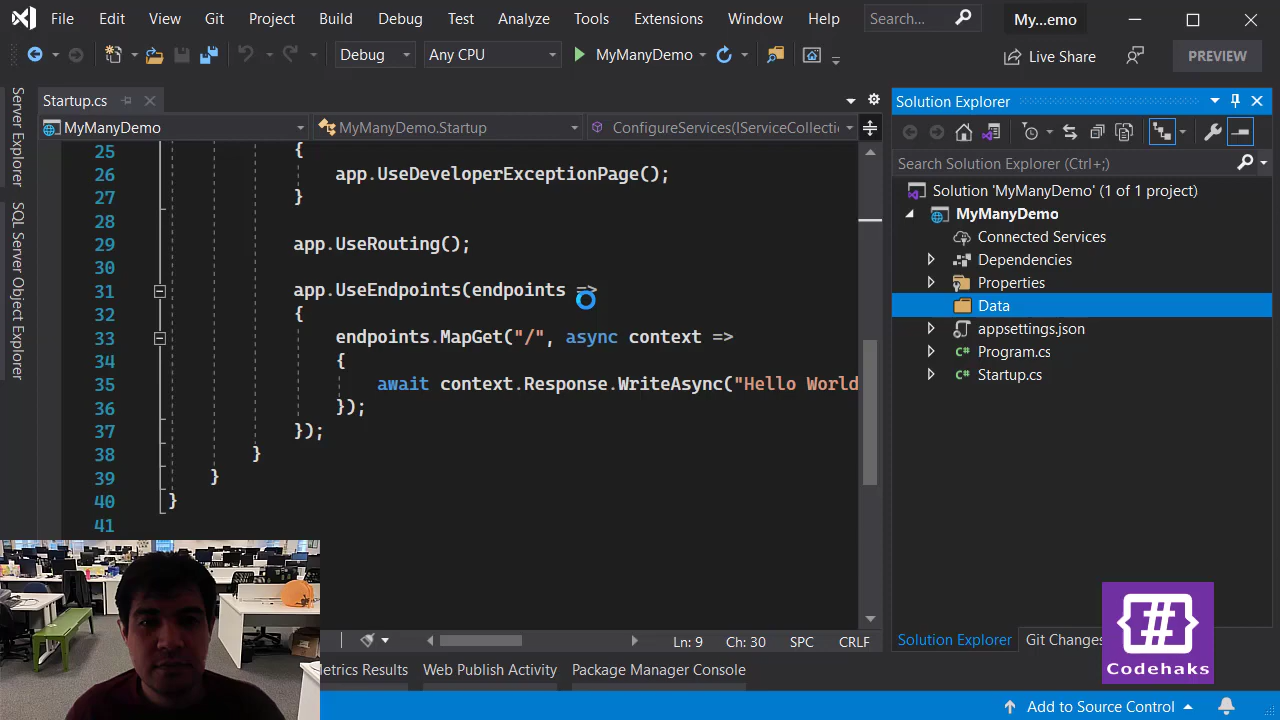 File Edit View Git Project Build Debug Test Analyze Tools Extensions Window Help Search... My...emo
Debug Any CPU MyManyDemo Live Share PREVIEW
Server Explorer
SQL Server Object Explorer
Startup.cs
MyManyDemo MyManyDemo.Startup ConfigureServices(IServiceCollecti
25 {
26 app.UseDeveloperExceptionPage();
27 }
28
29 app.UseRouting();
30
31 app.UseEndpoints(endpoints =>
32 {
33 endpoints.MapGet("/", async context =>
34 {
35 await context.Response.WriteAsync("Hello World
36 });
37 });
38 }
39 }
40 }
41
Ln: 9 Ch: 30 SPC CRLF
etrics Results Web Publish Activity Package Manager Console
Solution Explorer
Search Solution Explorer (Ctrl+;)
Solution 'MyManyDemo' (1 of 1 project)
MyManyDemo
Connected Services
Dependencies
Properties
Data
appsettings.json
C# Program.cs
C# Startup.cs
Solution Explorer Git Changes
{#}
Codehaks
Add to Source Control